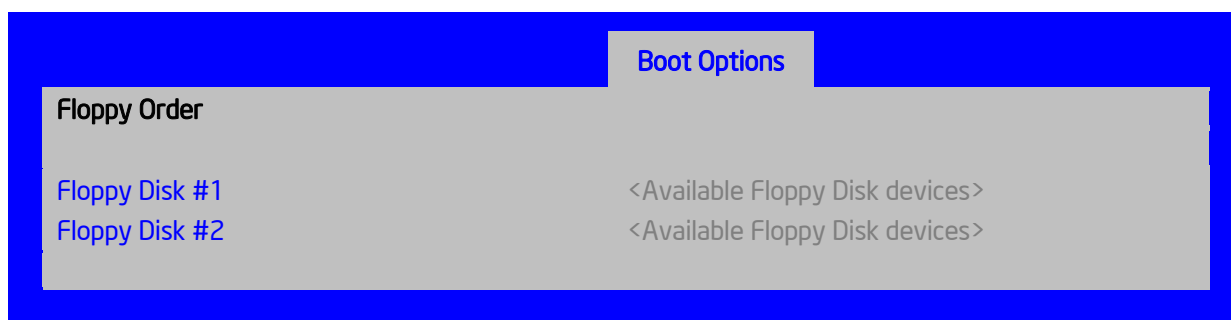 Boot Options
Floppy Order
Floppy Disk #1 <Available Floppy Disk devices>
Floppy Disk #2 <Available Floppy Disk devices>